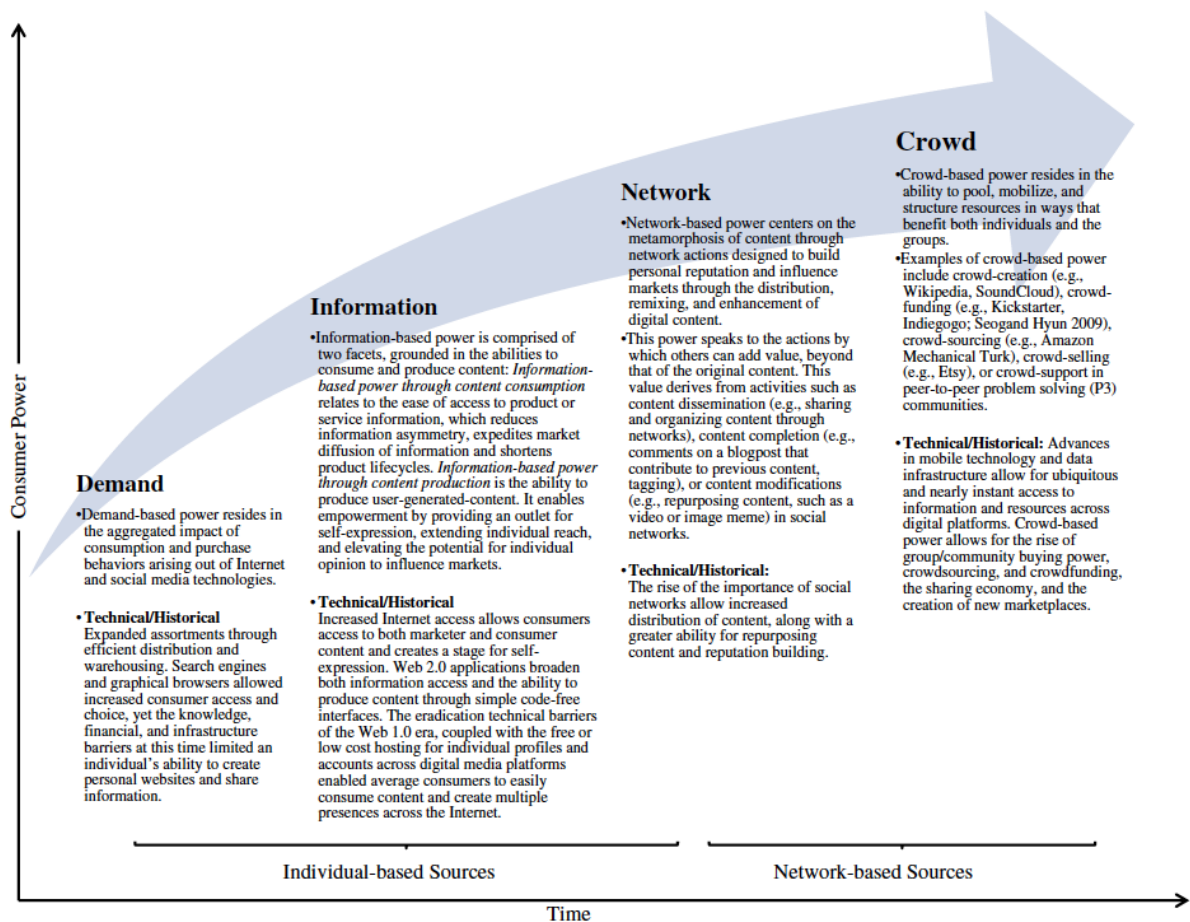 Consumer Power
Demand
•Demand-based power resides in
the aggregated impact of
consumption and purchase
behaviors arising out of Internet
and social media technologies.
• Technical/Historical
Expanded assortments through
efficient distribution and
warehousing. Search engines
and graphical browsers allowed
increased consumer access and
choice, yet the knowledge,
financial, and infrastructure
barriers at this time limited an
individual's ability to create
personal websites and share
information.
Information
•Information-based power is comprised of
two facets, grounded in the abilities to
consume and produce content: Information-
based power through content consumption
relates to the ease of access to product or
service information, which reduces
information asymmetry, expedites market
diffusion of information and shortens
product lifecycles. Information-based power
through content production is the ability to
produce user-generated-content. It enables
empowerment by providing an outlet for
self-expression, extending individual reach,
and elevating the potential for individual
opinion to influence markets.
• Technical/Historical
Increased Internet access allows consumers
access to both marketer and consumer
content and creates a stage for self-
expression. Web 2.0 applications broaden
both information access and the ability to
produce content through simple code-free
interfaces. The eradication technical barriers
of the Web 1.0 era, coupled with the free or
low cost hosting for individual profiles and
accounts across digital media platforms
enabled average consumers to easily
consume content and create multiple
presences across the Internet.
Network
•Network-based power centers on the
metamorphosis of content through
network actions designed to build
personal reputation and influence
markets through the distribution,
remixing, and enhancement of
digital content.
•This power speaks to the actions by
which others can add value, beyond
that of the original content. This
value derives from activities such as
content dissemination (e.g., sharing
and organizing content through
networks), content completion (e.g.,
comments on a blogpost that
contribute to previous content,
tagging), or content modifications
(e.g., repurposing content, such as a
video or image meme) in social
networks.
• Technical/Historical:
The rise of the importance of social
networks allow increased
distribution of content, along with a
greater ability for repurposing
content and reputation building.
Crowd
•Crowd-based power resides in the
ability to pool, mobilize, and
structure resources in ways that
benefit both individuals and the
groups.
•Examples of crowd-based power
include crowd-creation (e.g.,
Wikipedia, SoundCloud), crowd-
funding (e.g., Kickstarter,
Indiegogo; Seogand Hyun 2009),
crowd-sourcing (e.g., Amazon
Mechanical Turk), crowd-selling
(e.g., Etsy), or crowd-support in
peer-to-peer problem solving (P3)
communities.
• Technical/Historical: Advances
in mobile technology and data
infrastructure allow for ubiquitous
and nearly instant access to
information and resources across
digital platforms. Crowd-based
power allows for the rise of
group/community buying power,
crowdsourcing, and crowdfunding,
the sharing economy, and the
creation of new marketplaces.
Individual-based Sources
Network-based Sources
Time